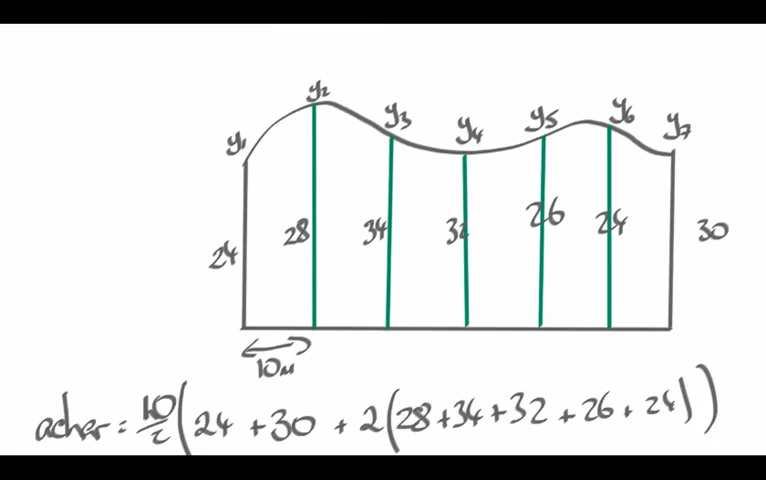 y2
y3
y6
y5
y7
y4
y1
26
28
34
32
24
30
24
10m
= 10/2 (24 + 30 + 2(28 + 34 + 32 + 26 + 24))